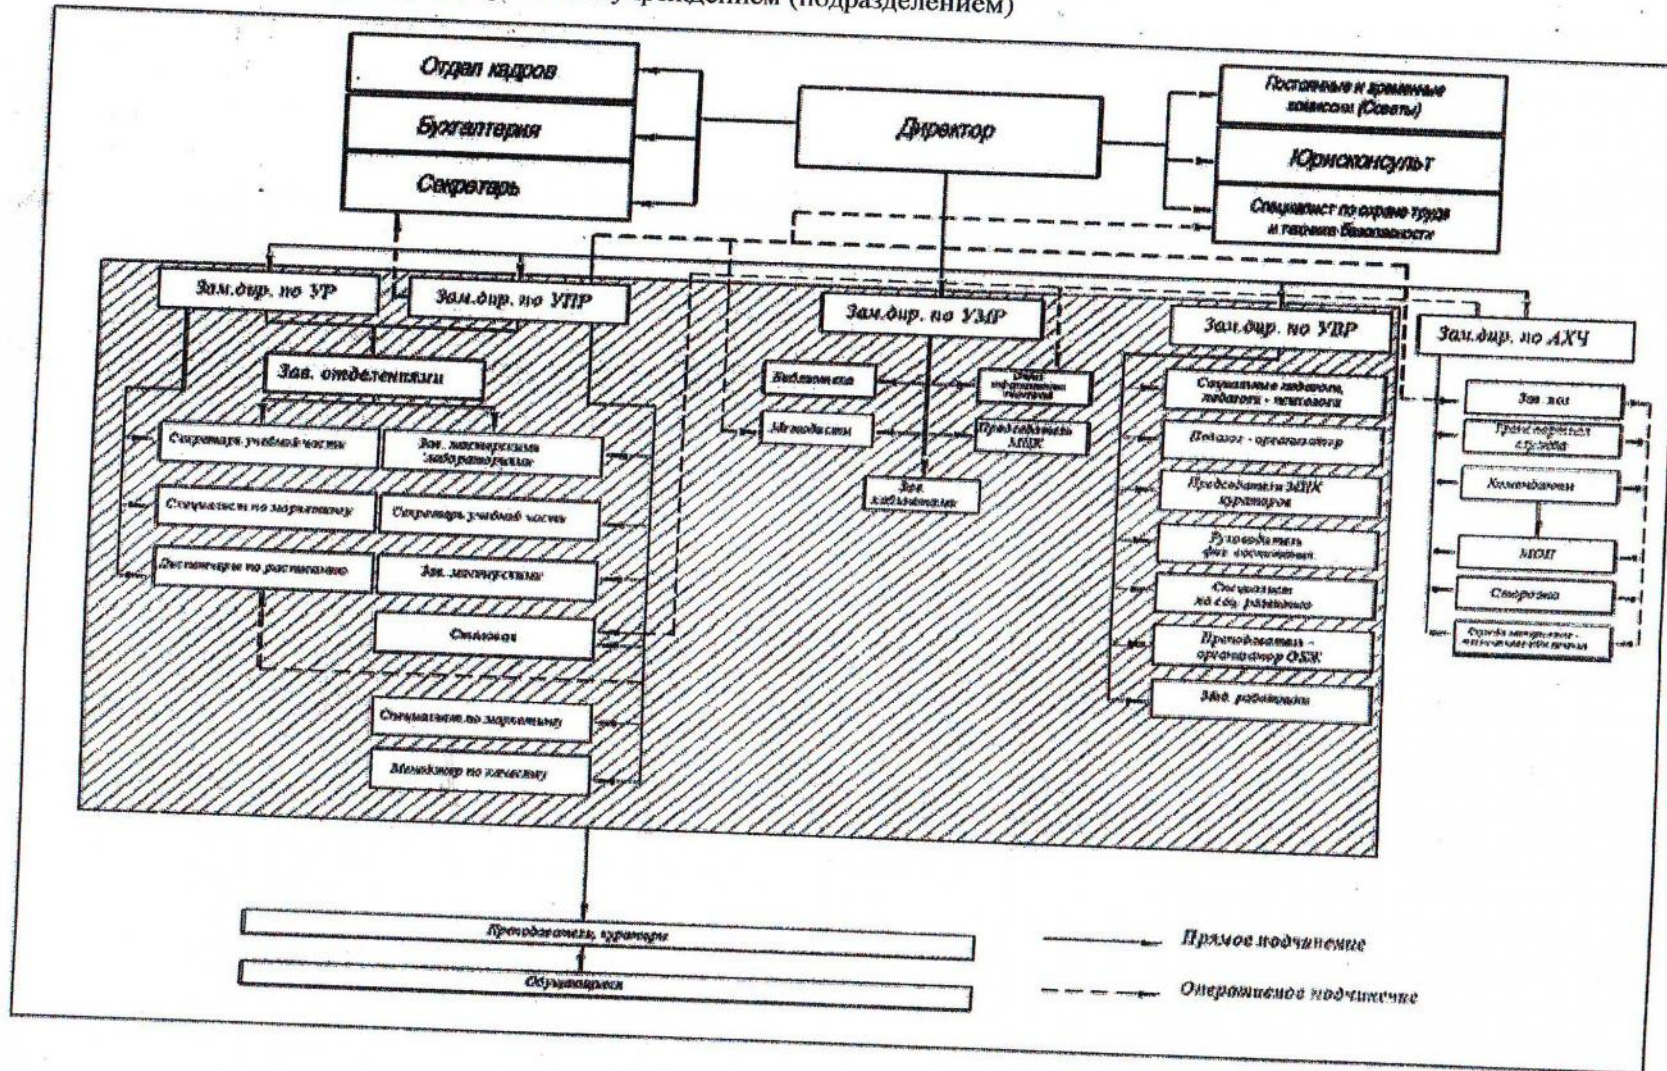 (подразделением)
Отдел кадров
Бухгалтерия
Секретарь
Директор
Постоянные и временные
комиссии (Советы)
Юрисконсульт
Специалист по охране труда
и технике безопасности
Зам.дир. по УР
Зам.дир. по УПР
Зам.дир. по УМР
Зам.дир. по УВР
Зам.дир. по АХЧ
Зав. отделениями
Секретарь учебной части
Зав. мастерскими
лабораториями
Специалист по маркетингу
Секретарь учебной части
Диспетчеры по расписанию
Зав. мастерскими
Столовая
Специалист по маркетингу
Менеджер по качеству
Библиотека
Методисты
Председатели
МЦК
Зав.
кабинетами
Социальные педагоги,
педагоги - психологи
Педагог - организатор
Председатели МЦК
кураторов
Руководитель
физ. воспитания
Специалист
по соц. развитию
Преподаватель -
организатор ОБЖ
Мед. работники
Зав. хоз
Транспортная
служба
Коменданты
МОП
Сторожа
Преподаватели, кураторы
Обучающиеся
Прямое подчинение
Оперативное подчинение